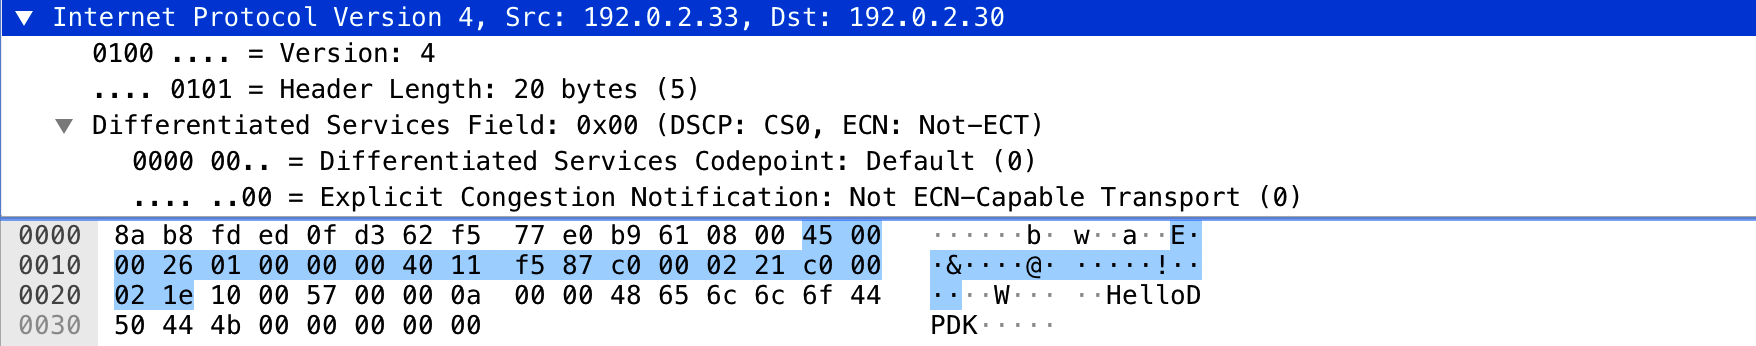 ▼ Internet Protocol Version 4, Src: 192.0.2.33, Dst: 192.0.2.30
0100 .... = Version: 4
.... 0101 = Header Length: 20 bytes (5)
▼ Differentiated Services Field: 0x00 (DSCP: CS0, ECN: Not-ECT)
0000 00.. = Differentiated Services Codepoint: Default (0)
.... ..00 = Explicit Congestion Notification: Not ECN-Capable Transport (0)
0000 8a b8 fd ed 0f d3 62 f5 77 e0 b9 61 08 00 45 00 ······b· w··a··E·
0010 00 26 01 00 00 00 40 11 f5 87 c0 00 02 21 c0 00 ·&····@· ·····!··
0020 02 1e 10 00 57 00 00 0a 00 00 48 65 6c 6c 6f 44 ····W··· ··HelloD
0030 50 44 4b 00 00 00 00 00 PDK·····